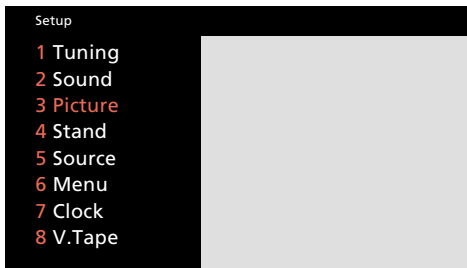 Setup
1 Tuning
2 Sound
3 Picture
4 Stand
5 Source
6 Menu
7 Clock
8 V.Tape